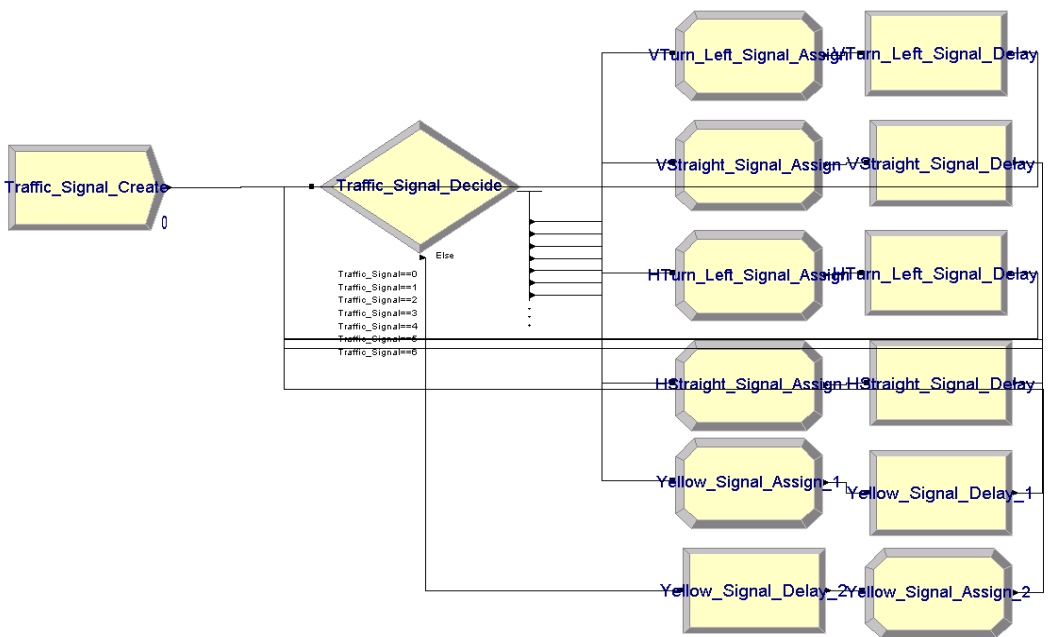 VTurn_Left_Signal_Assign
VTurn_Left_Signal_Delay
VStraight_Signal_Assign
VStraight_Signal_Delay
Traffic_Signal_Create
0
Traffic_Signal_Decide
Else
Traffic_Signal==0
Traffic_Signal==1
Traffic_Signal==2
Traffic_Signal==3
Traffic_Signal==4
Traffic_Signal==5
Traffic_Signal==6
HTurn_Left_Signal_Assign
HTurn_Left_Signal_Delay
HStraight_Signal_Assign
HStraight_Signal_Delay
Yellow_Signal_Assign_1
Yellow_Signal_Delay_1
Yellow_Signal_Delay_2
Yellow_Signal_Assign_2